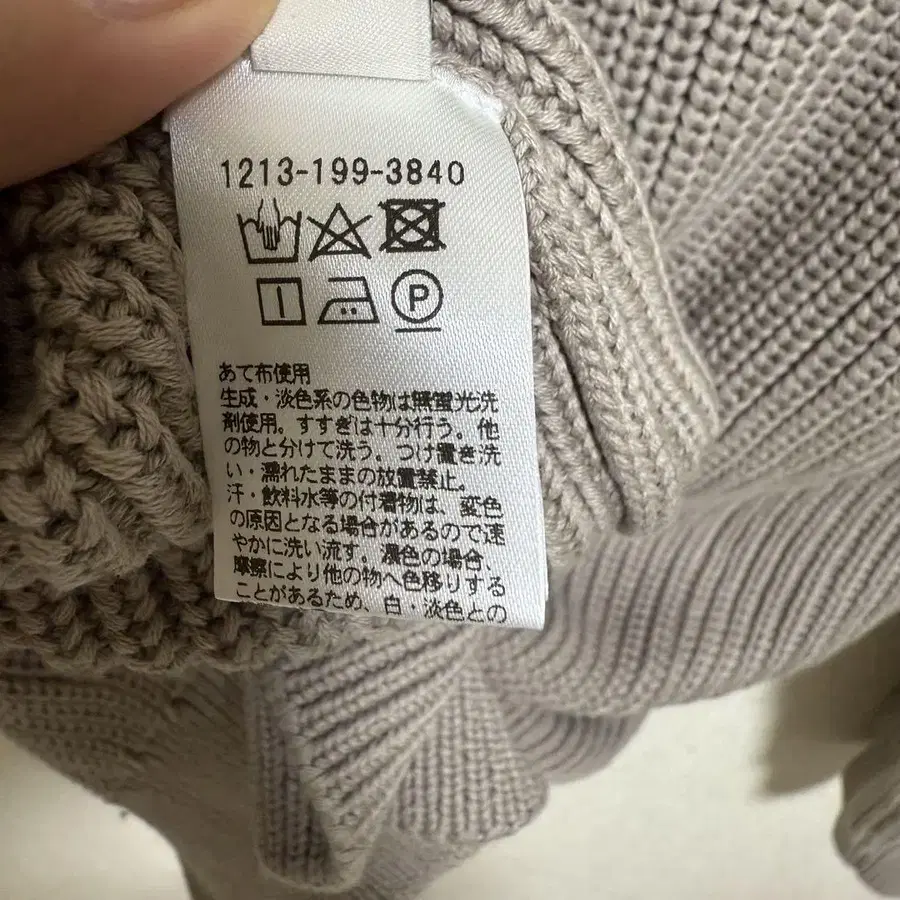 1213-199-3840
P
あて布使用
生成・淡色系の色物は無蛍光洗
剤使用。すすぎは十分行う。他
の物と分けて洗う。つけ置き洗
い・濡れたままの放置禁止。
汗・飲料水等の付着物は、変色
の原因となる場合があるので速
やかに洗い流す。濃色の場合、
摩擦により他の物へ色移りする
ことがあるため、白・淡色との